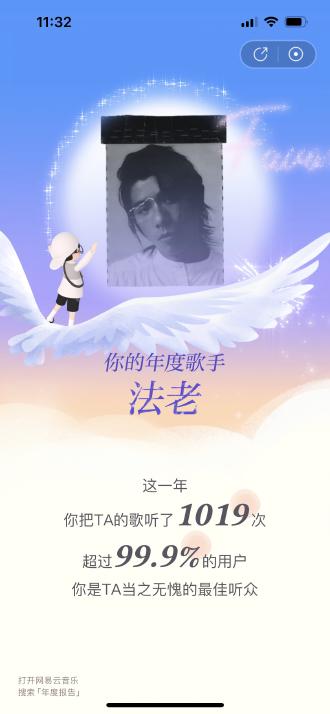 11:32
你的年度歌手
法老
这一年
你把TA的歌听了1019次
超过99.9%的用户
你是TA当之无愧的最佳听众
打开网易云音乐
搜索「年度报告」